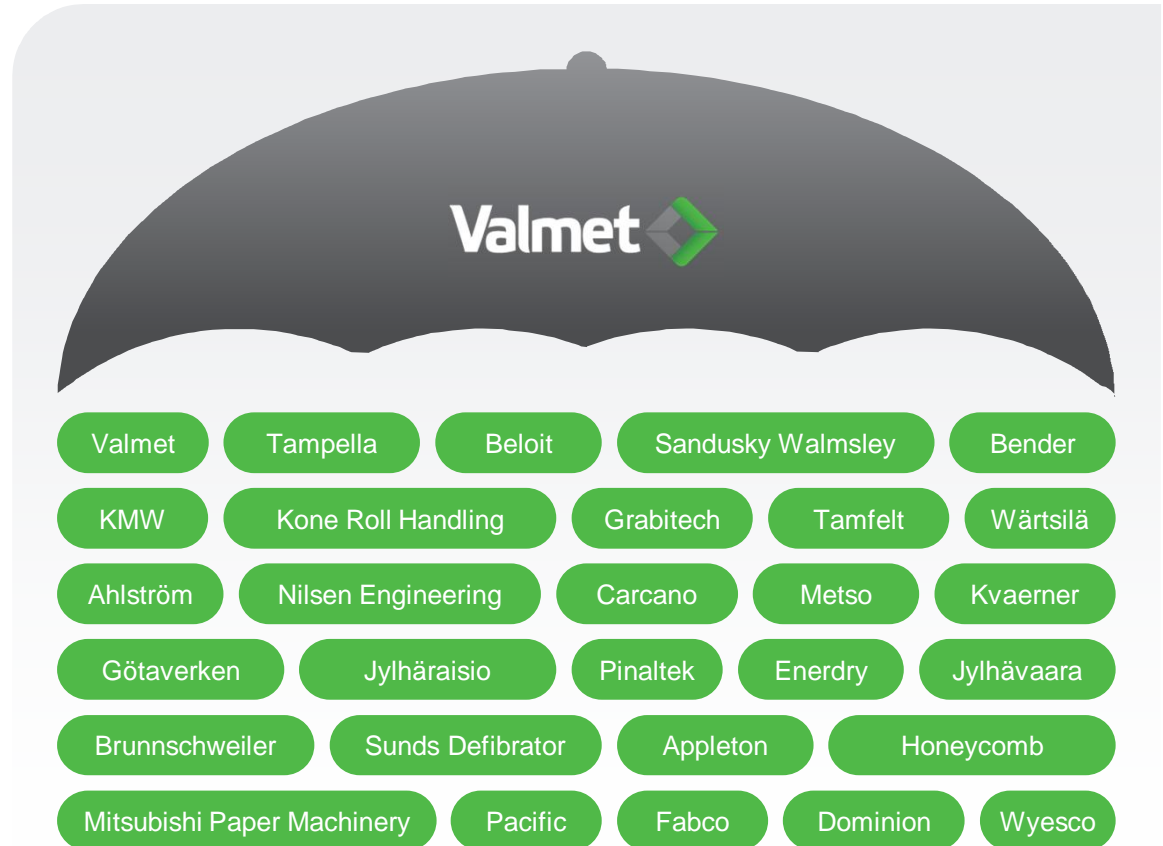 Valmet
Valmet Tampella Beloit Sandusky Walmsley Bender
KMW Kone Roll Handling Grabitech Tamfelt Wärtsilä
Ahlström Nilsen Engineering Carcano Metso Kvaerner
Götaverken Jylhäraisio Pinaltek Enerdry Jylhävaara
Brunnschweiler Sunds Defibrator Appleton Honeycomb
Mitsubishi Paper Machinery Pacific Fabco Dominion Wyesco